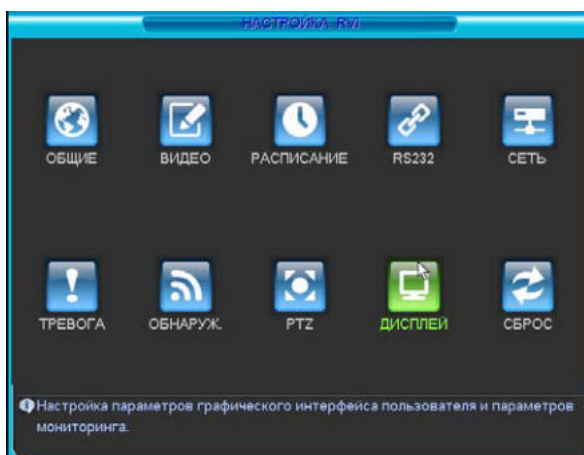 НАСТРОЙКА RVi
ОБЩИЕ ВИДЕО РАСПИСАНИЕ RS232 СЕТЬ
ТРЕВОГА ОБНАРУЖ. PTZ ДИСПЛЕЙ СБРОС
Настройка параметров графического интерфейса пользователя и параметров
мониторинга.